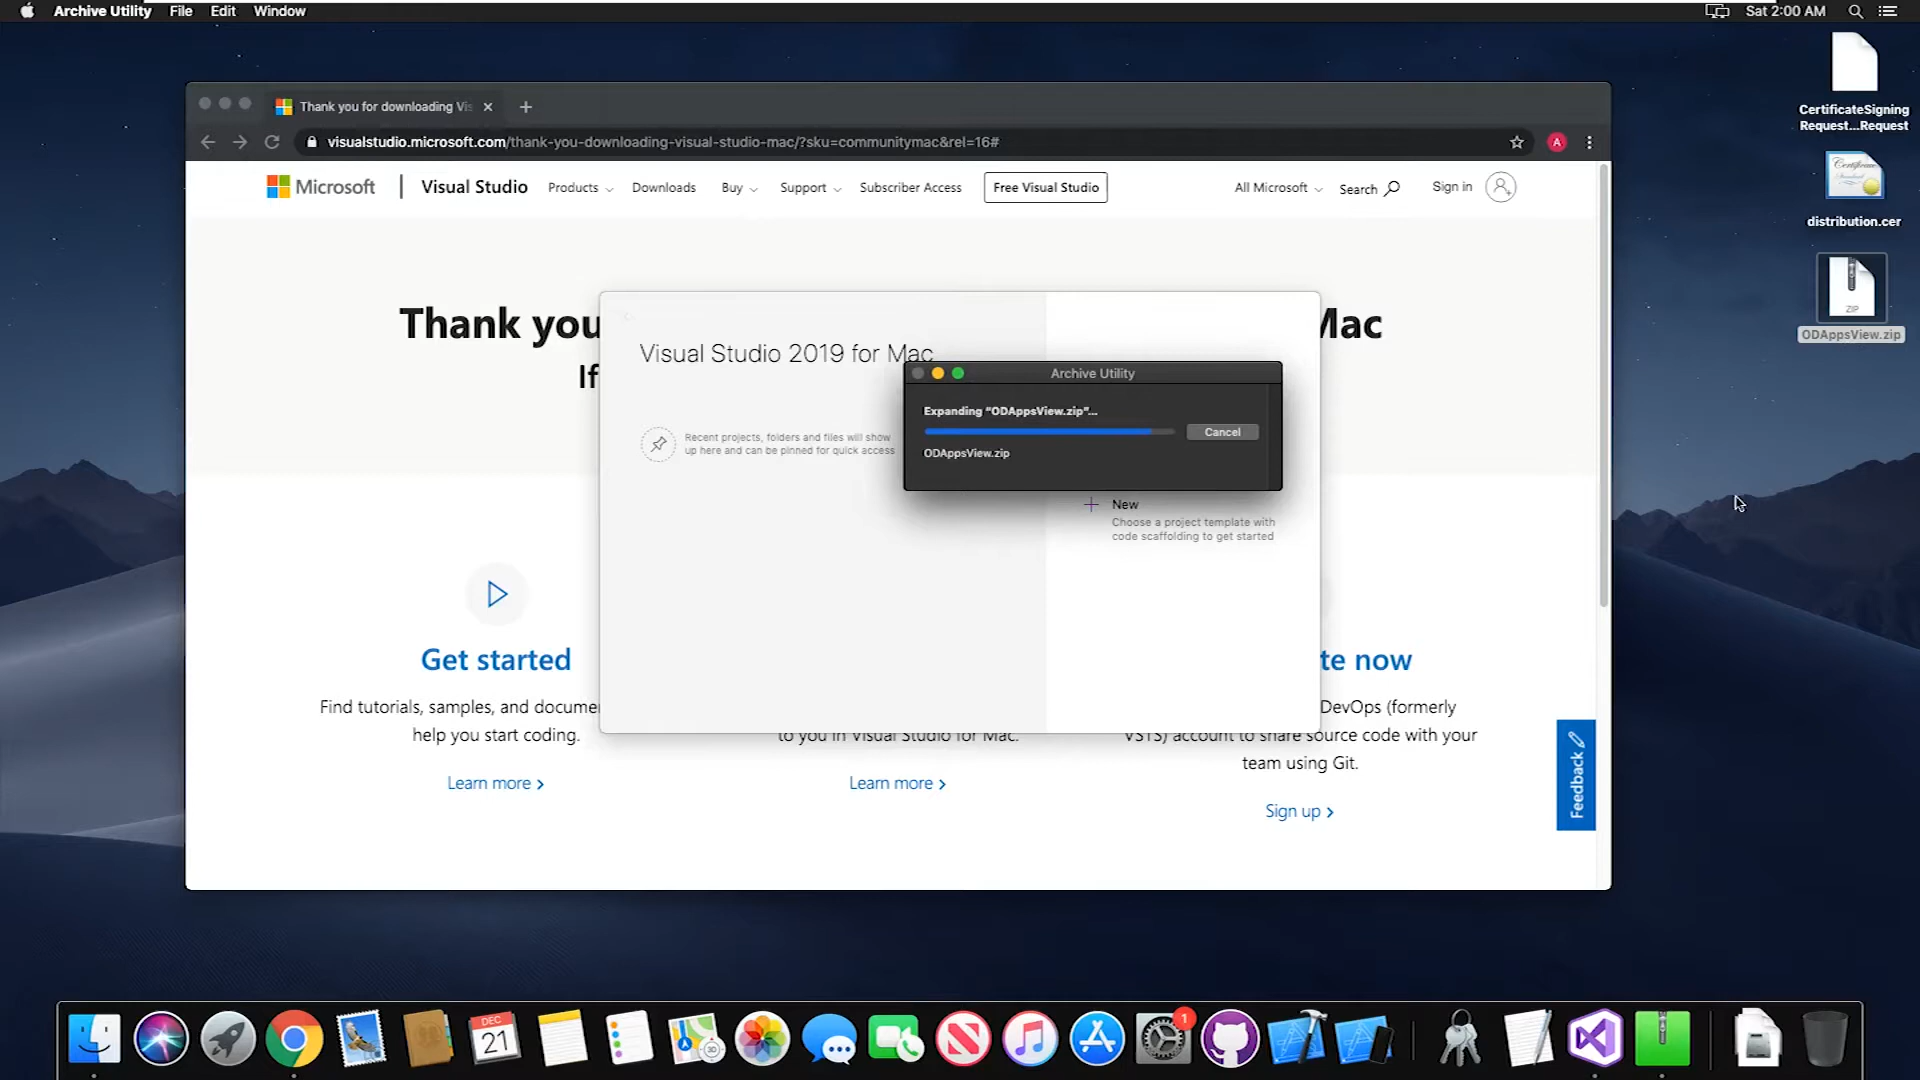 Archive Utility File Edit Window
Sat 2:00 AM
CertificateSigning
Request...Request
distribution.cer
ZIP
ODAppsView.zip
Thank you for downloading Vis
visualstudio.microsoft.com/thank-you-downloading-visual-studio-mac/?sku=communitymac&rel=16#
A
Microsoft | Visual Studio Products Downloads Buy Support Subscriber Access Free Visual Studio All Microsoft Search Sign in
Thank you
Mac
If
Visual Studio 2019 for Mac
Recent projects, folders and files will show
up here and can be pinned for quick access
Archive Utility
Expanding “ODAppsView.zip”...
Cancel
ODAppsView.zip
New
Choose a project template with
code scaffolding to get started
Get started
Find tutorials, samples, and docume
help you start coding.
Learn more
to you in Visual Studio for Mac.
Learn more
te now
DevOps (formerly
VSTS) account to share source code with your
team using Git.
Sign up
Feedback
DEC
21
1